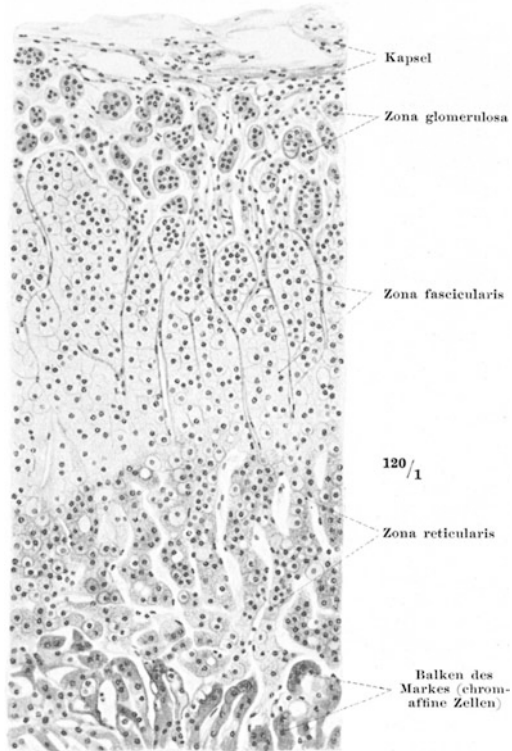 Kapsel
Zona glomerulosa
Zona fascicularis
120/1
Zona reticularis
Balken des
Markes (chrom-
affine Zellen)